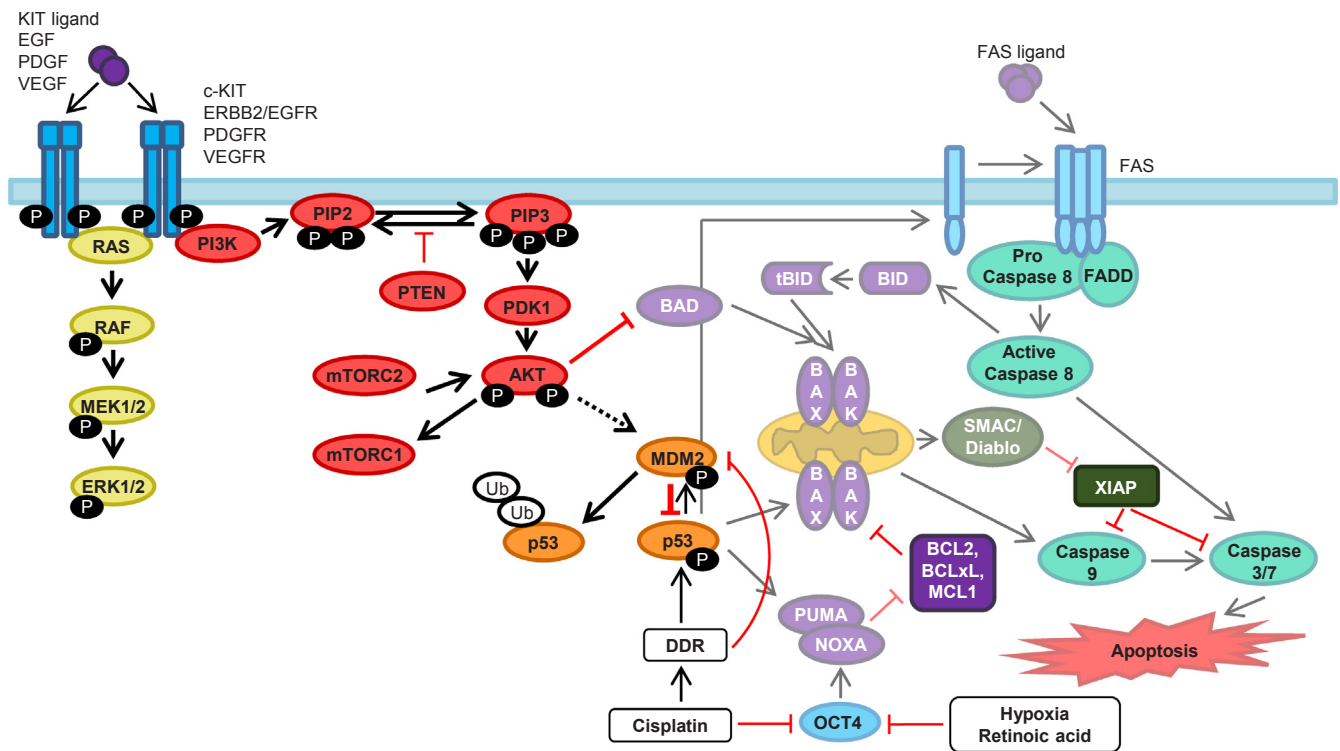 KIT ligand
EGF
PDGF
VEGF
c-KIT
ERBB2/EGFR
PDGFR
VEGFR
FAS ligand
FAS
P
P
P
P
RAS
PI3K
PIP2
P
P
PIP3
P
P
P
PTEN
PDK1
RAF
P
MEK1/2
P
ERK1/2
P
mTORC2
AKT
P
P
mTORC1
BAD
tBID
BID
Pro
Caspase 8
FADD
Active
Caspase 8
B
A
X
B
A
K
B
A
X
B
A
K
SMAC/
Diablo
XIAP
MDM2
P
Ub
Ub
p53
p53
P
BCL2,
BCLxL,
MCL1
Caspase
9
Caspase
3/7
PUMA
NOXA
DDR
Apoptosis
Cisplatin
OCT4
Hypoxia
Retinoic acid